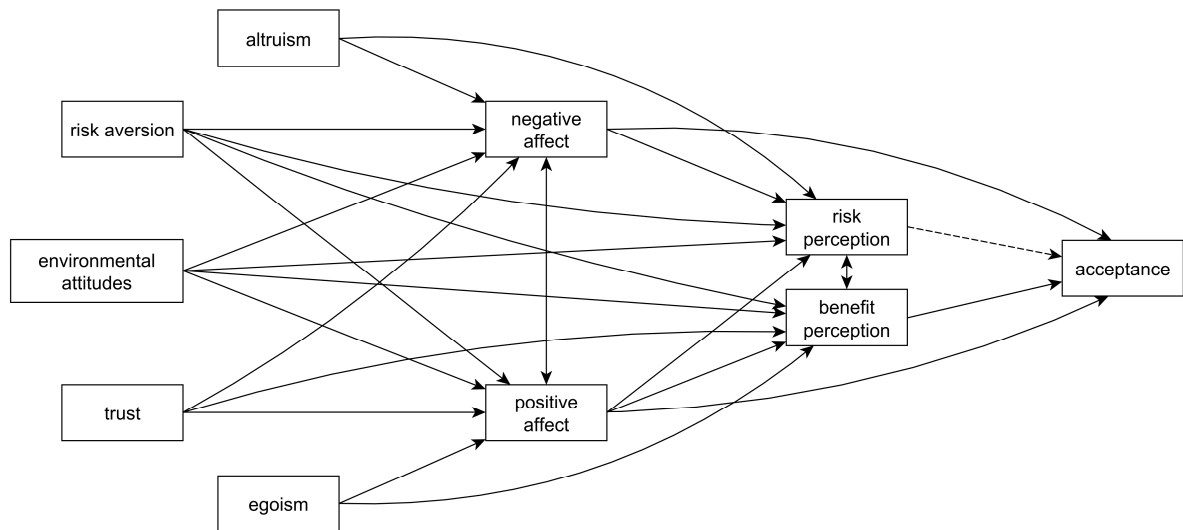 altruism
risk aversion
negative
affect
risk
perception
environmental
attitudes
acceptance
benefit
perception
trust
positive
affect
egoism